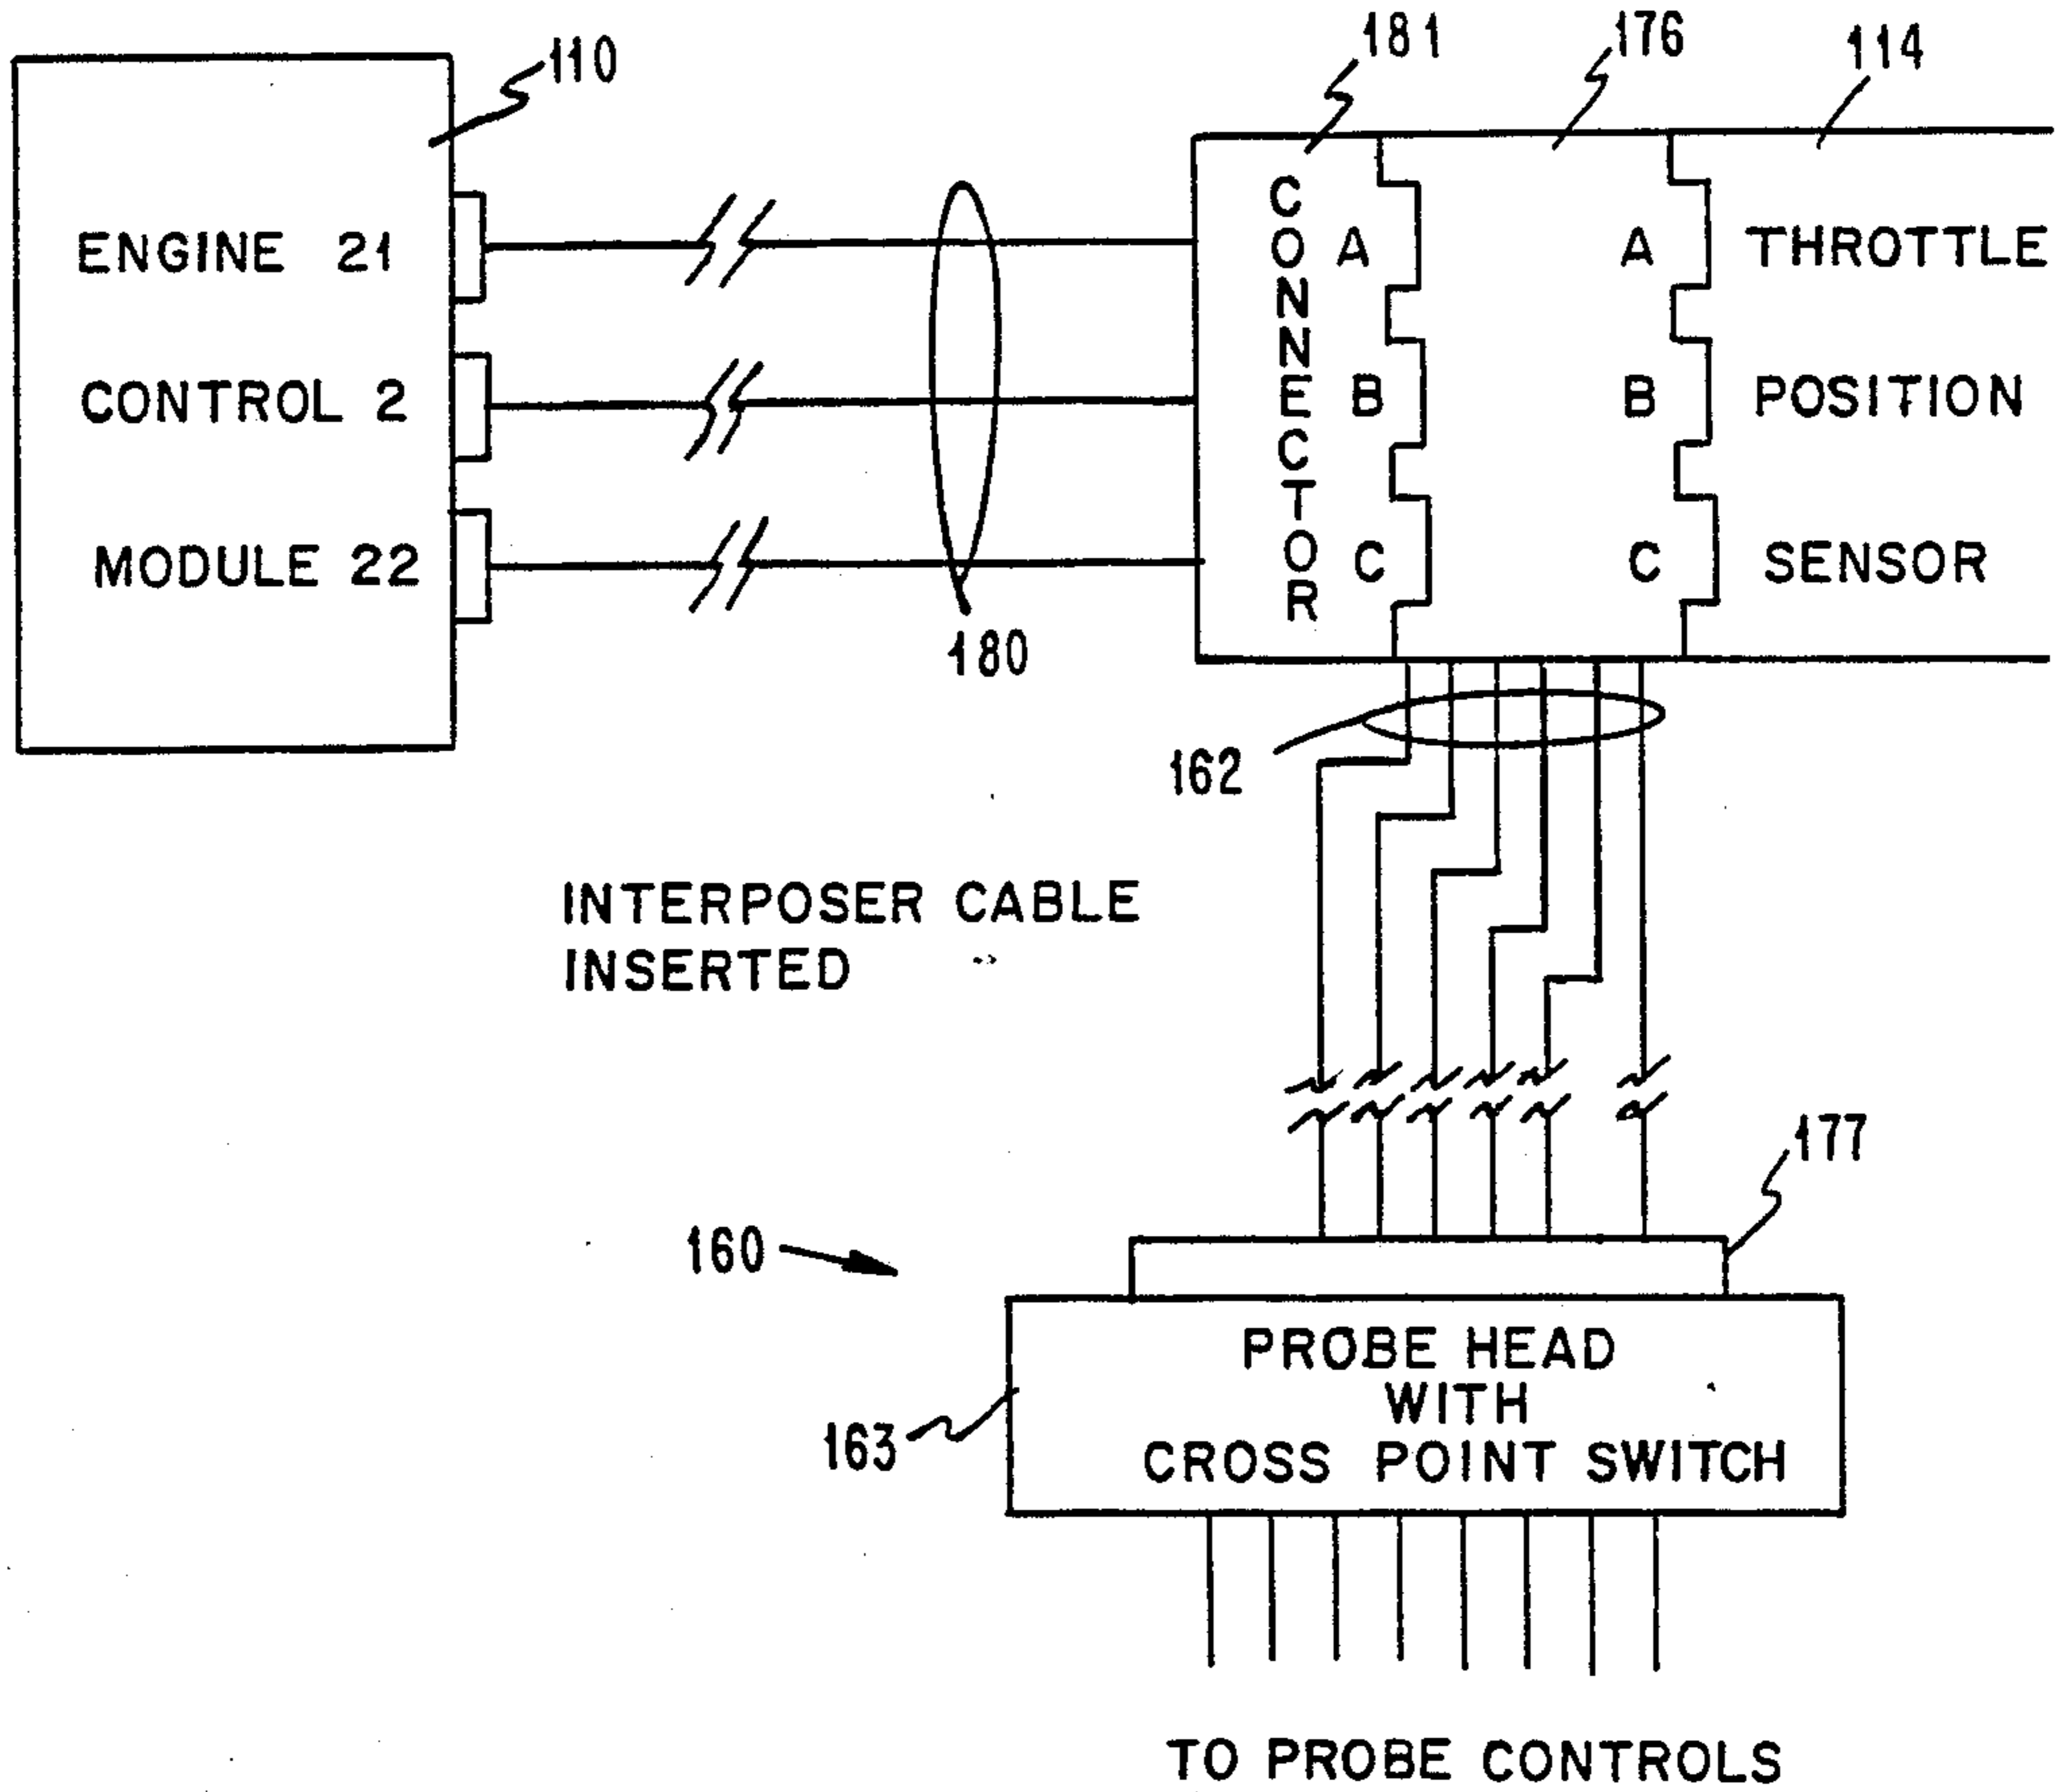 110
181
176
114
ENGINE 21
CONTROL 2
MODULE 22
CONNECTOR
A
B
C
A
B
C
THROTTLE
POSITION
SENSOR
180
162
INTERPOSER CABLE
INSERTED
177
160
163
PROBE HEAD
WITH
CROSS POINT SWITCH
TO PROBE CONTROLS